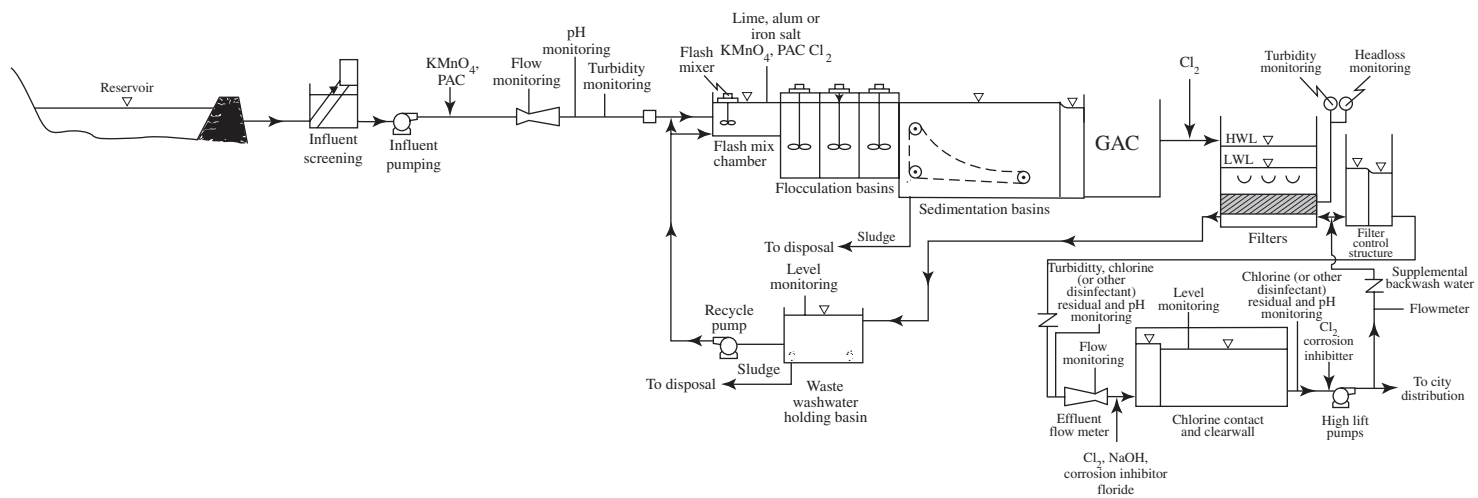 Reservoir
Influent
screening
Influent
pumping
KMnO4,
PAC
Flow
monitoring
pH
monitoring
Turbidity
monitoring
Flash
mixer
Lime, alum or
iron salt
KMnO4, PAC Cl2
Flash mix
chamber
Flocculation basins
Sedimentation basins
Sludge
To disposal
GAC
Cl2
Turbidity
monitoring
Headloss
monitoring
HWL
LWL
Filters
Filter
control
structure
Supplemental
backwash water
Flowmeter
Level
monitoring
Recycle
pump
Sludge
To disposal
Waste
washwater
holding basin
Turbiditty, chlorine
(or other
disinfectant)
residual and pH
monitoring
Flow
monitoring
Effluent
flow meter
Cl2, NaOH,
corrosion inhibitor
floride
Level
monitoring
Chlorine contact
and clearwall
Chlorine (or other
disinfectant)
residual and pH
monitoring
Cl2
corrosion
inhibitter
High lift
pumps
To city
distribution